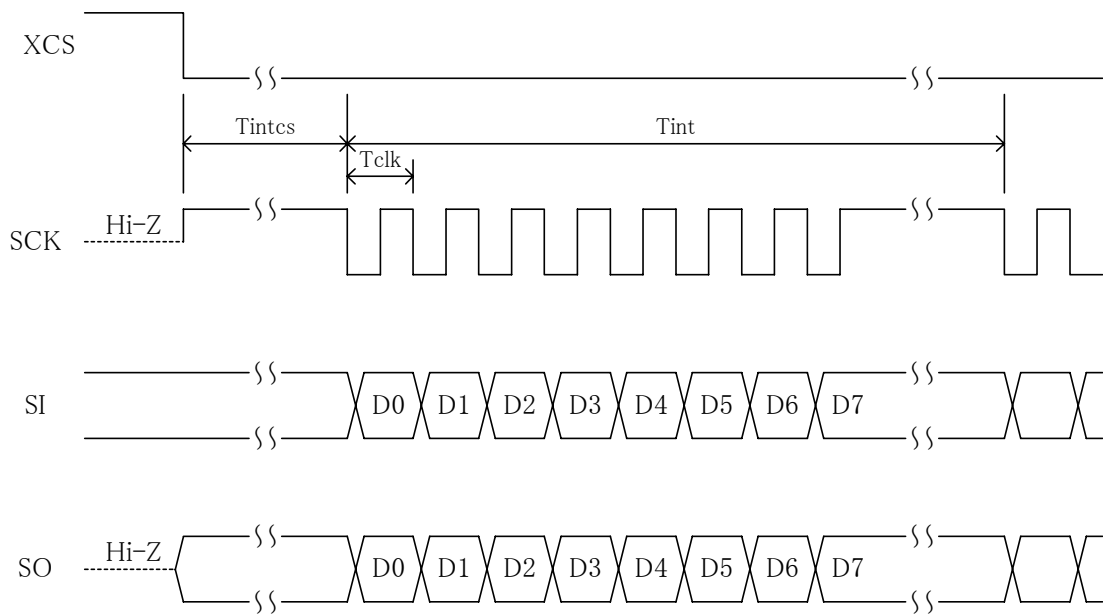 XCS
Tintcs
Tint
Tclk
Hi-Z
SCK
SI
D0 D1 D2 D3 D4 D5 D6 D7
Hi-Z
SO
D0 D1 D2 D3 D4 D5 D6 D7